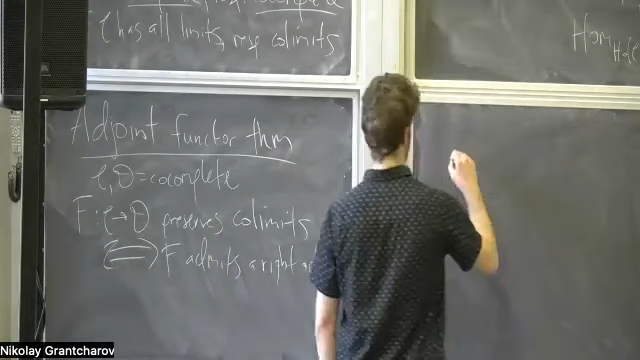 C has all limits, resp colimits
Hom
Adjoint functor thm
C, D = cocomplete
F: C → D preserves colimits
⟺ F admits a right
Nikolay Grantcharov